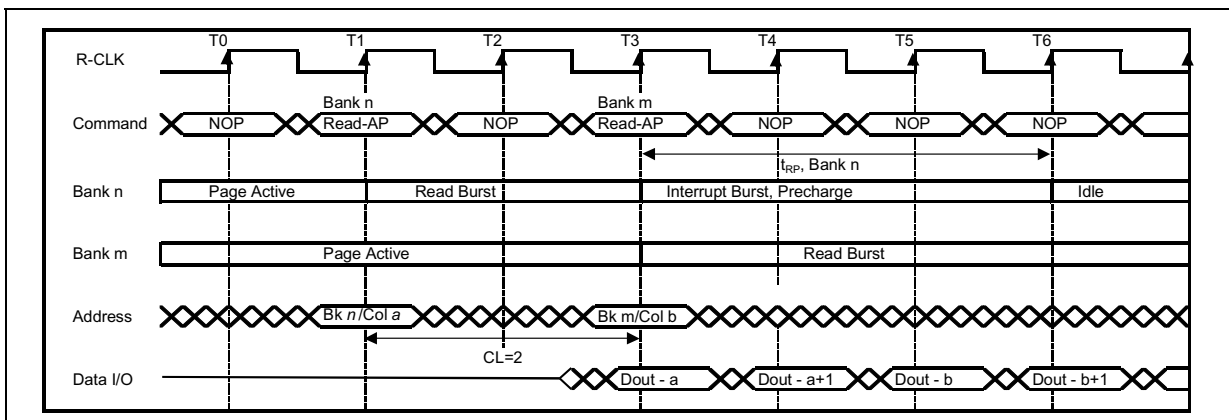 T0 T1 T2 T3 T4 T5 T6
R-CLK
Bank n Bank m
Command NOP Read-AP NOP Read-AP NOP NOP NOP
tRP, Bank n
Bank n Page Active Read Burst Interrupt Burst, Precharge Idle
Bank m Page Active Read Burst
Address Bk n/Col a Bk m/Col b
CL=2
Data I/O Dout - a Dout - a+1 Dout - b Dout - b+1